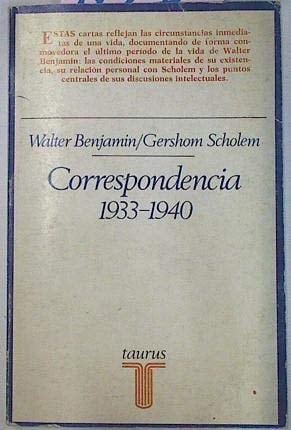 ESTAS cartas reflejan las circunstancias inmedia-
tas de una vida, documentando de forma con-
movedora el último período de la vida de Walter
Benjamin: las condiciones materiales de su existen-
cia, su relación personal con Scholem y los puntos
centrales de sus discusiones intelectuales.
Walter Benjamin/Gershom Scholem
Correspondencia
1933-1940
taurus